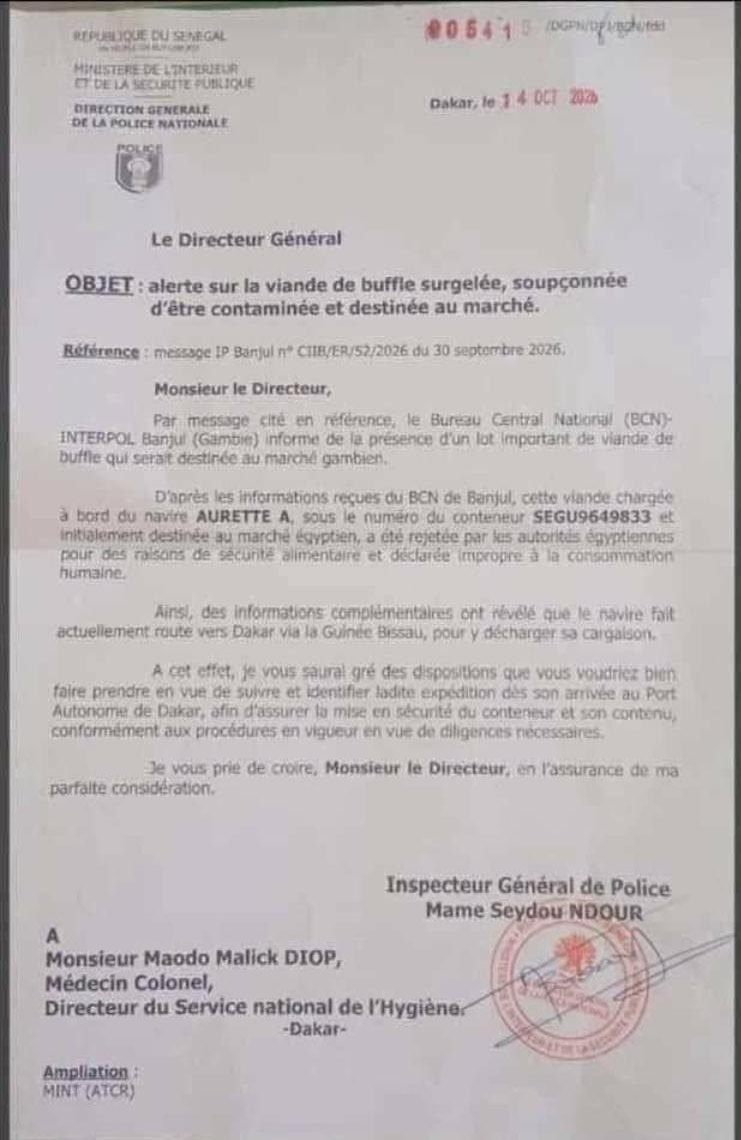 REPUBLIQUE DU SENEGAL
MINISTERE DE L'INTERIEUR
ET DE LA SECURITE PUBLIQUE
DIRECTION GENERALE
DE LA POLICE NATIONALE
POLICE
00541 /DGPN/
Dakar, le 14 OCT 2026
Le Directeur Général
OBJET : alerte sur la viande de buffle surgelée, soupçonnée
d'être contaminée et destinée au marché.
Référence : message IP Banjul n° CIIB/ER/52/2026 du 30 septembre 2026.
Monsieur le Directeur,
Par message cité en référence, le Bureau Central National (BCN)-
INTERPOL Banjul (Gambie) informe de la présence d'un lot important de viande de
buffle qui serait destinée au marché gambien.
D'après les informations reçues du BCN de Banjul, cette viande chargée
à bord du navire AURETTE A, sous le numéro du conteneur SEGU9649833 et
initialement destinée au marché égyptien, a été rejetée par les autorités égyptiennes
pour des raisons de sécurité alimentaire et déclarée impropre à la consommation
humaine.
Ainsi, des informations complémentaires ont révélé que le navire fait
actuellement route vers Dakar via la Guinée Bissau, pour y décharger sa cargaison.
A cet effet, je vous saurai gré des dispositions que vous voudriez bien
faire prendre en vue de suivre et identifier ladite expédition dès son arrivée au Port
Autonome de Dakar, afin d'assurer la mise en sécurité du conteneur et son contenu,
conformément aux procédures en vigueur en vue de diligences nécessaires.
Je vous prie de croire, Monsieur le Directeur, en l'assurance de ma
parfaite considération.
Inspecteur Général de Police
Mame Seydou NDOUR
A
Monsieur Maodo Malick DIOP,
Médecin Colonel,
Directeur du Service national de l'Hygiène.
-Dakar-
Ampliation :
MINT (ATCR)